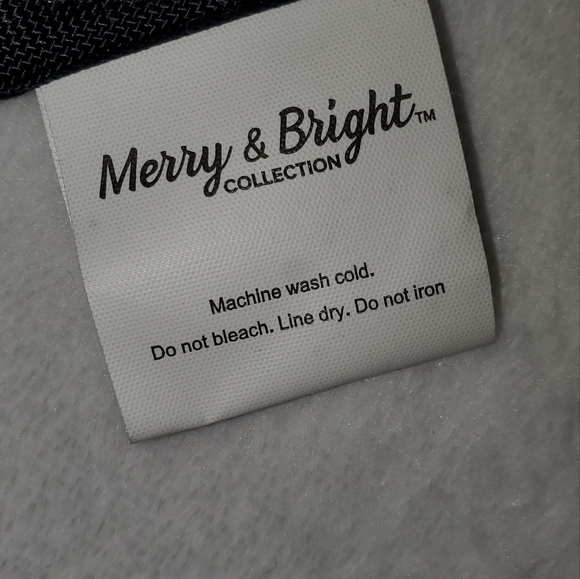 Merry & Bright™
COLLECTION
Machine wash cold.
Do not bleach. Line dry. Do not iron